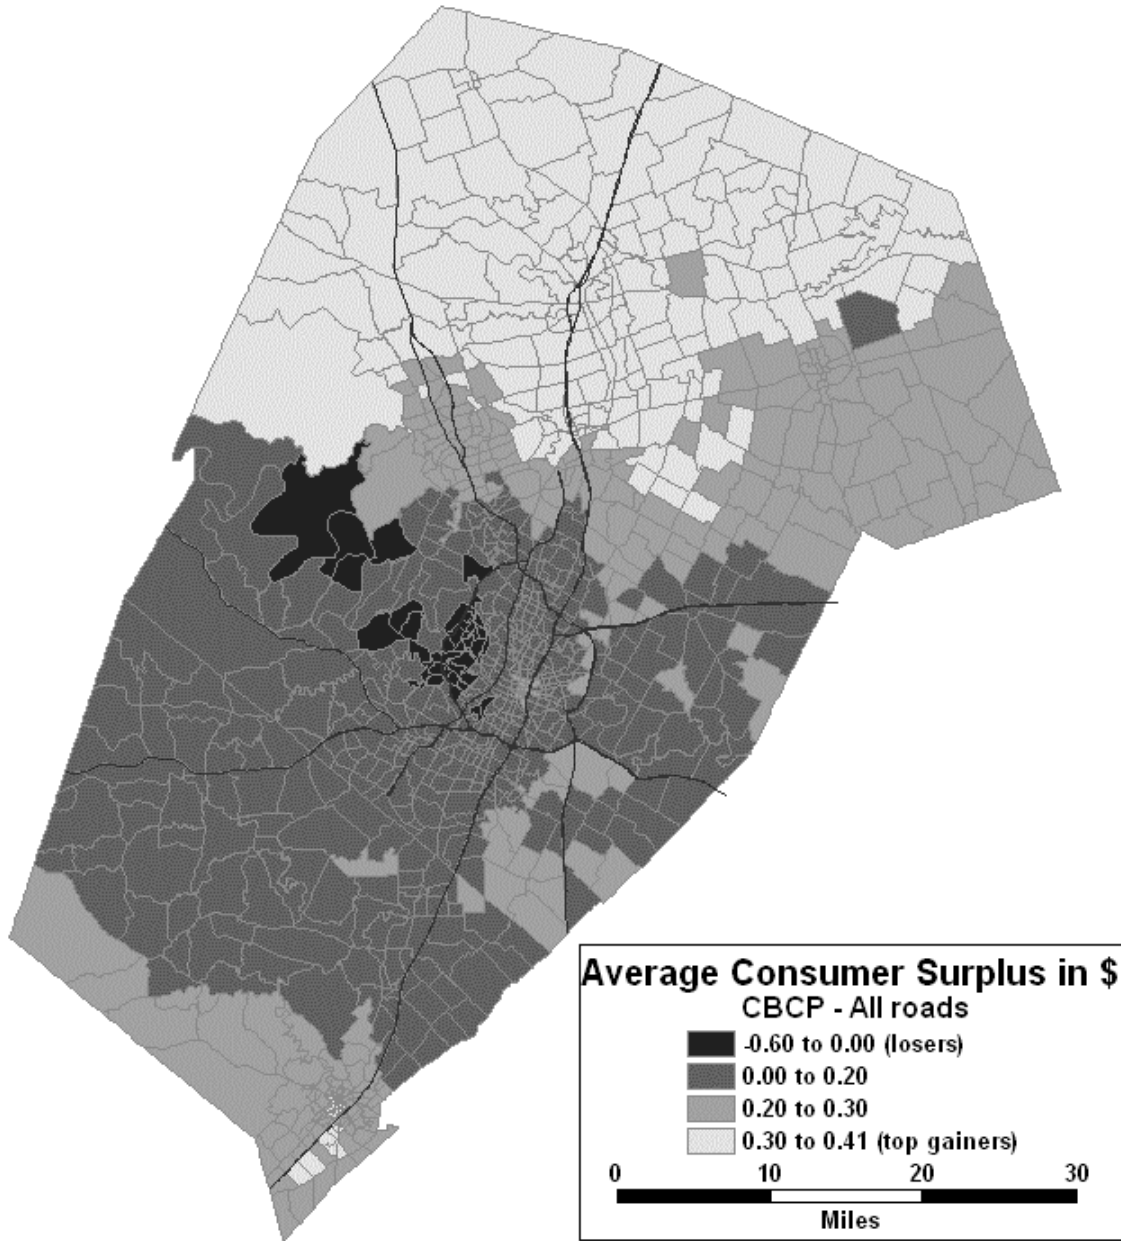 Average Consumer Surplus in $
CBCP - All roads
-0.60 to 0.00 (losers)
0.00 to 0.20
0.20 to 0.30
0.30 to 0.41 (top gainers)
0 10 20 30
Miles